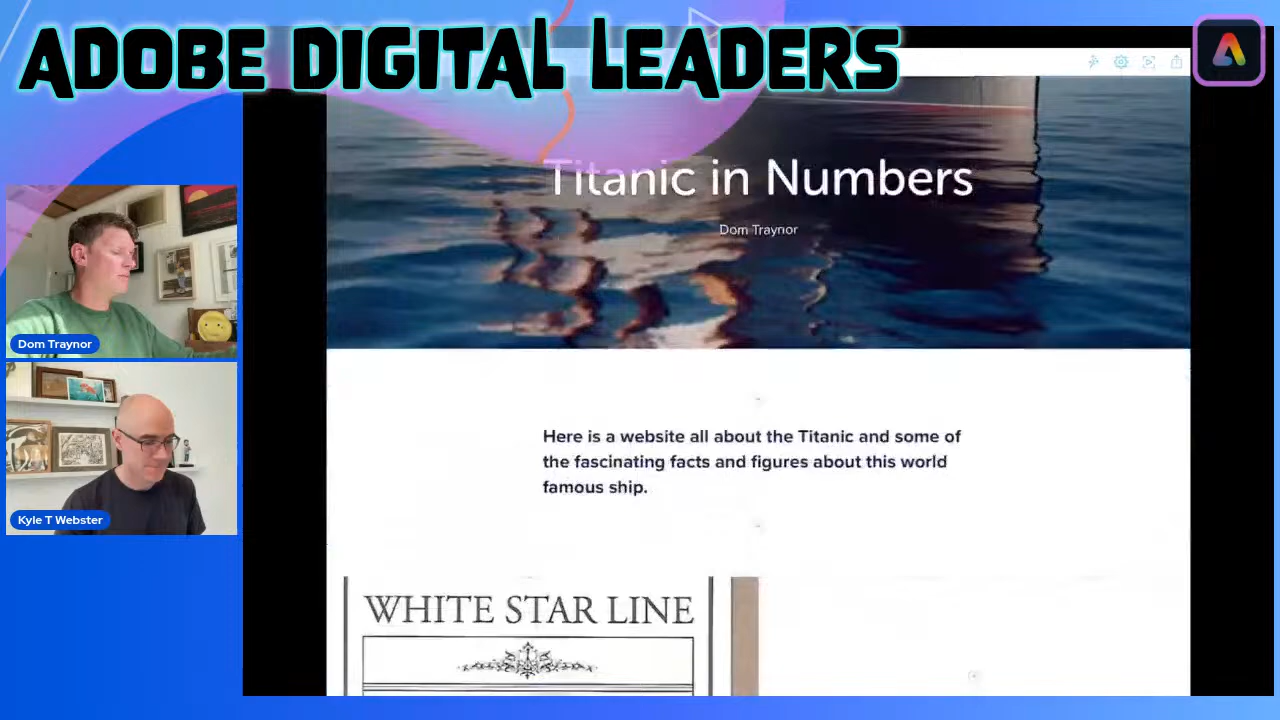 ADOBE DIGITAL LEADERS
Titanic in Numbers
Dom Traynor
Here is a website all about the Titanic and some of
the fascinating facts and figures about this world
famous ship.
WHITE STAR LINE
Dom Traynor
Kyle T Webster